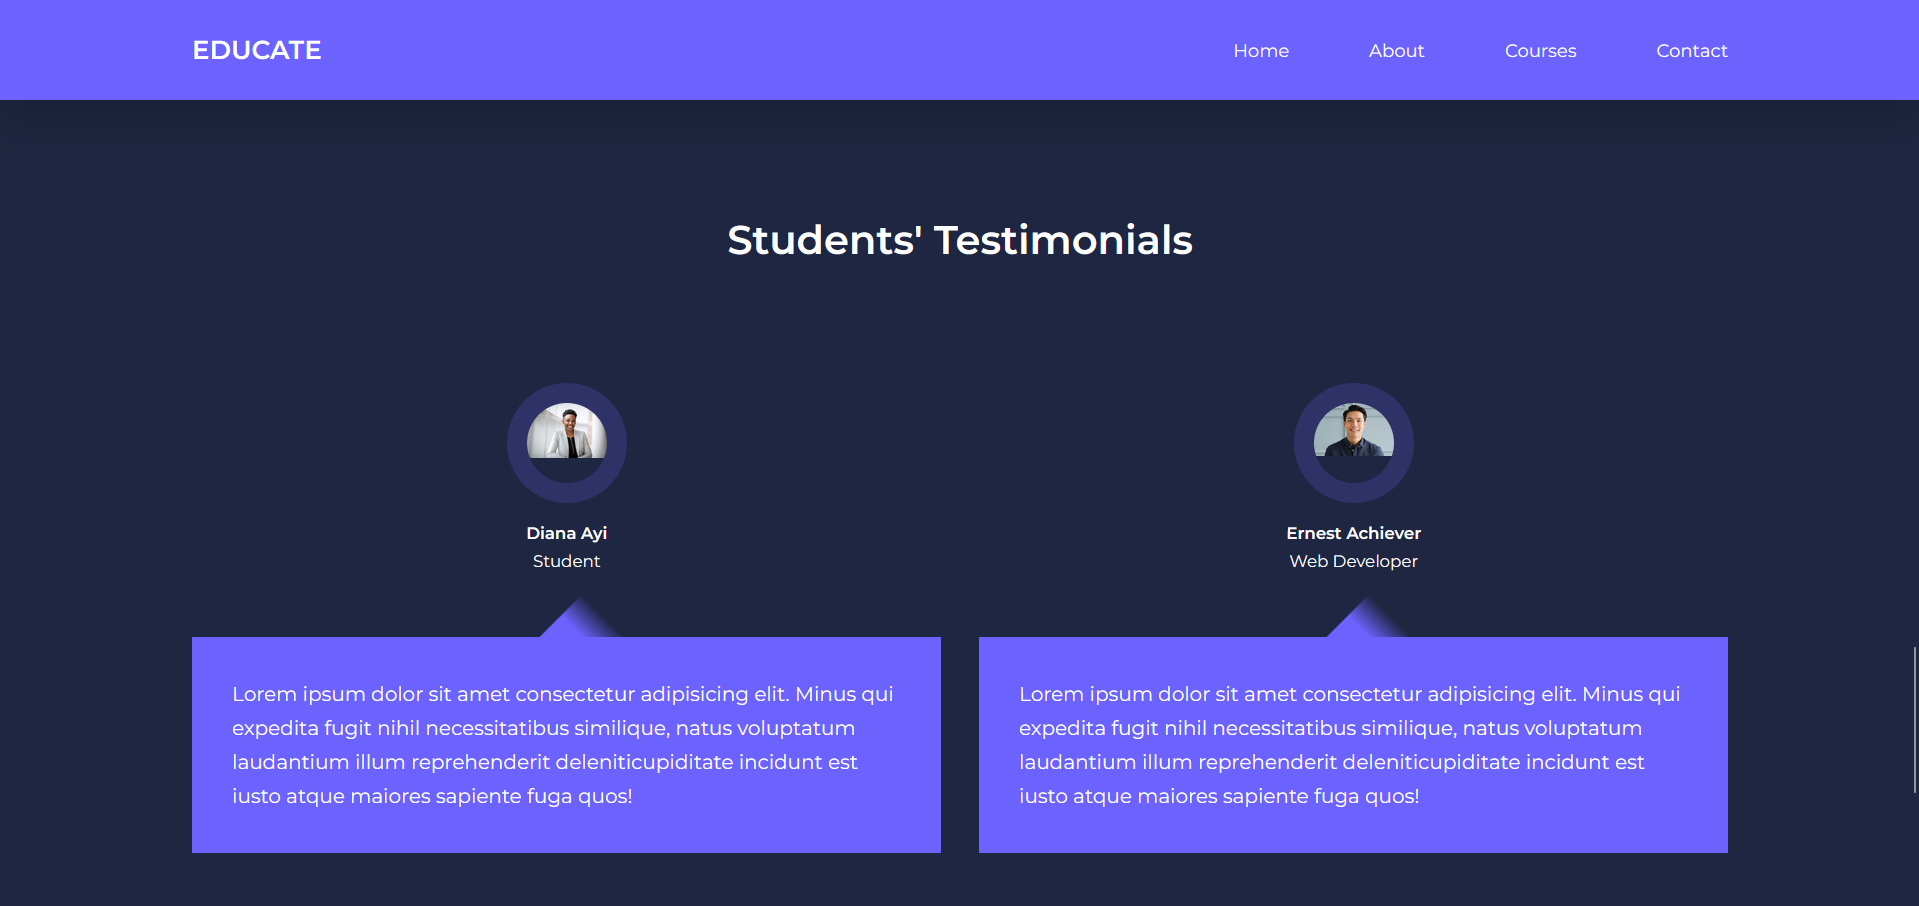 EDUCATE
Home
About
Courses
Contact
Students' Testimonials
Diana Ayi
Student
Lorem ipsum dolor sit amet consectetur adipisicing elit. Minus qui
expedita fugit nihil necessitatibus similique, natus voluptatum
laudantium illum reprehenderit deleniticupiditate incidunt est
iusto atque maiores sapiente fuga quos!
Ernest Achiever
Web Developer
Lorem ipsum dolor sit amet consectetur adipisicing elit. Minus qui
expedita fugit nihil necessitatibus similique, natus voluptatum
laudantium illum reprehenderit deleniticupiditate incidunt est
iusto atque maiores sapiente fuga quos!